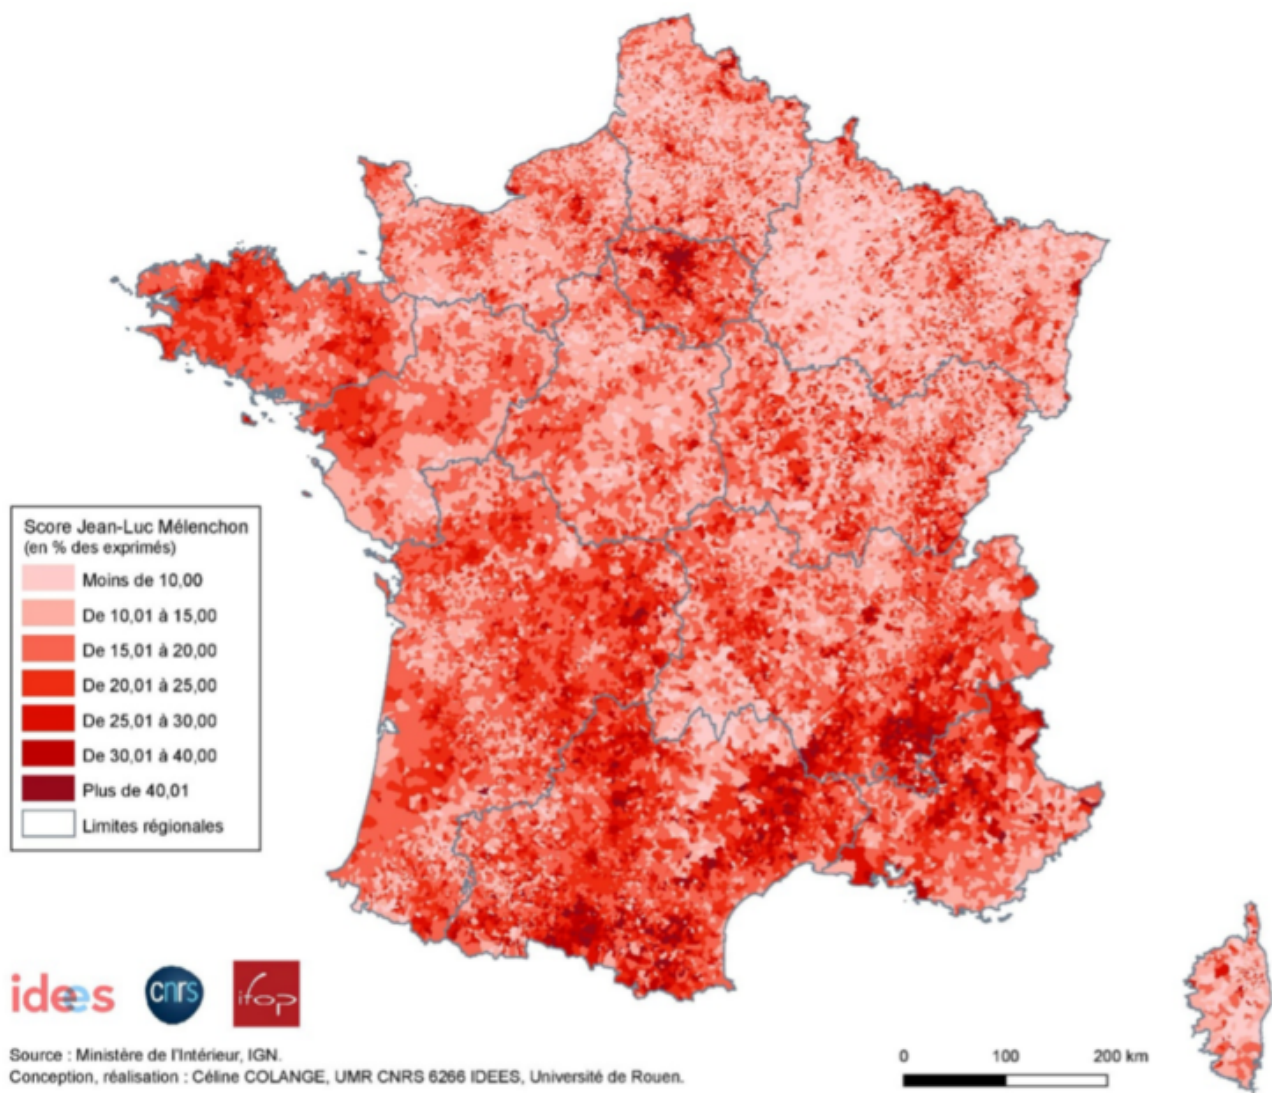 Score Jean-Luc Mélenchon
(en % des exprimés)
Moins de 10,00
De 10,01 à 15,00
De 15,01 à 20,00
De 20,01 à 25,00
De 25,01 à 30,00
De 30,01 à 40,00
Plus de 40,01
Limites régionales
idees
cnrs
ifop
Source : Ministère de l'Intérieur, IGN.
Conception, réalisation : Céline COLANGE, UMR CNRS 6266 IDEES, Université de Rouen.
0 100 200 km